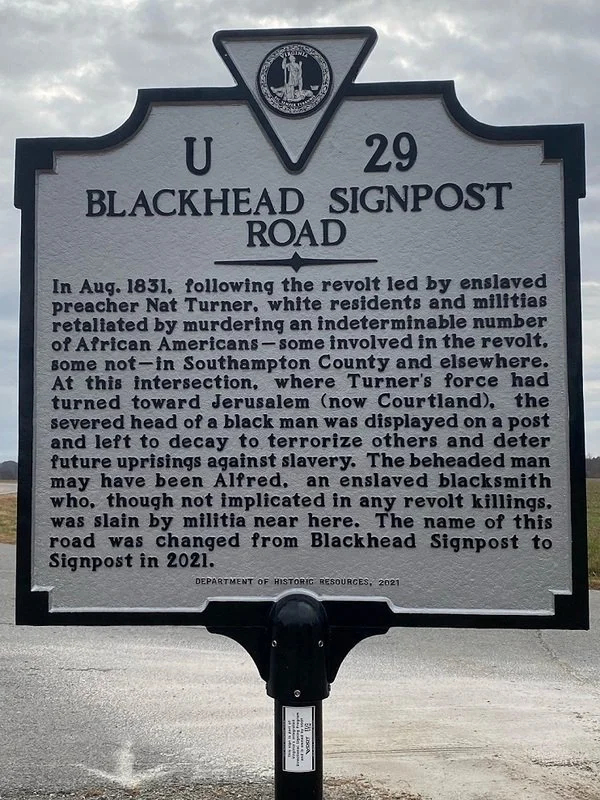 VIRGINIA
U 29
BLACKHEAD SIGNPOST
ROAD
In Aug. 1831, following the revolt led by enslaved
preacher Nat Turner, white residents and militias
retaliated by murdering an indeterminable number
of African Americans—some involved in the revolt,
some not—in Southampton County and elsewhere.
At this intersection, where Turner's force had
turned toward Jerusalem (now Courtland), the
severed head of a black man was displayed on a post
and left to decay to terrorize others and deter
future uprisings against slavery. The beheaded man
may have been Alfred, an enslaved blacksmith
who, though not implicated in any revolt killings,
was slain by militia near here. The name of this
road was changed from Blackhead Signpost to
Signpost in 2021.
DEPARTMENT OF HISTORIC RESOURCES, 2021